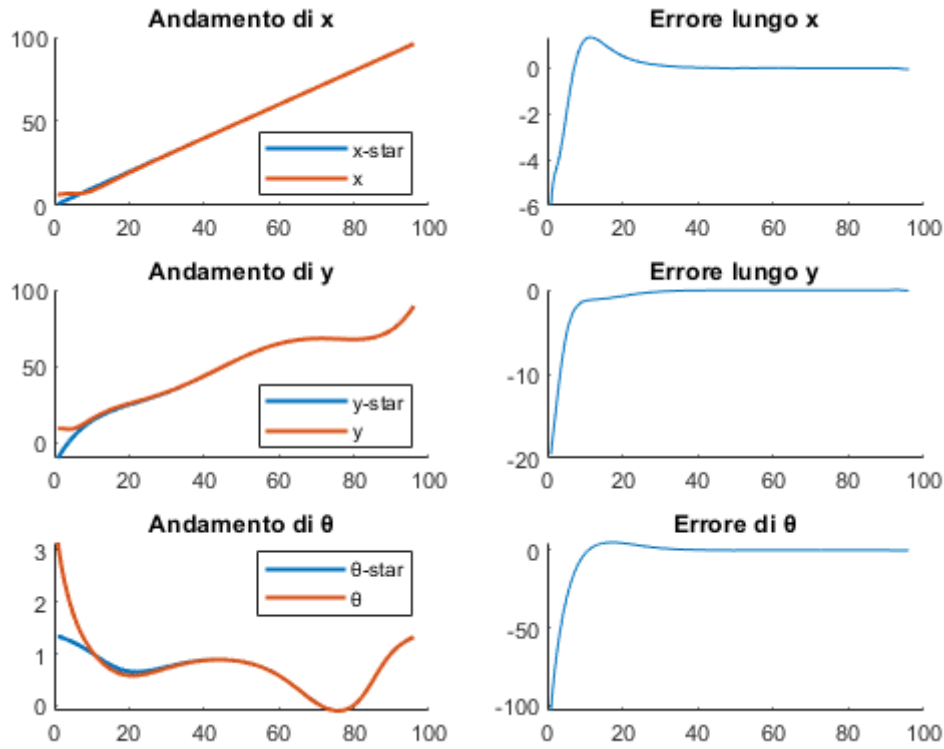 Andamento di x
100
50
0
x-star
x
0 20 40 60 80 100
Errore lungo x
0
-2
-4
-6
0 20 40 60 80 100
Andamento di y
100
50
0
y-star
y
0 20 40 60 80 100
Errore lungo y
0
-10
-20
0 20 40 60 80 100
Andamento di θ
3
2
1
0
θ-star
θ
0 20 40 60 80 100
Errore di θ
0
-50
-100
0 20 40 60 80 100